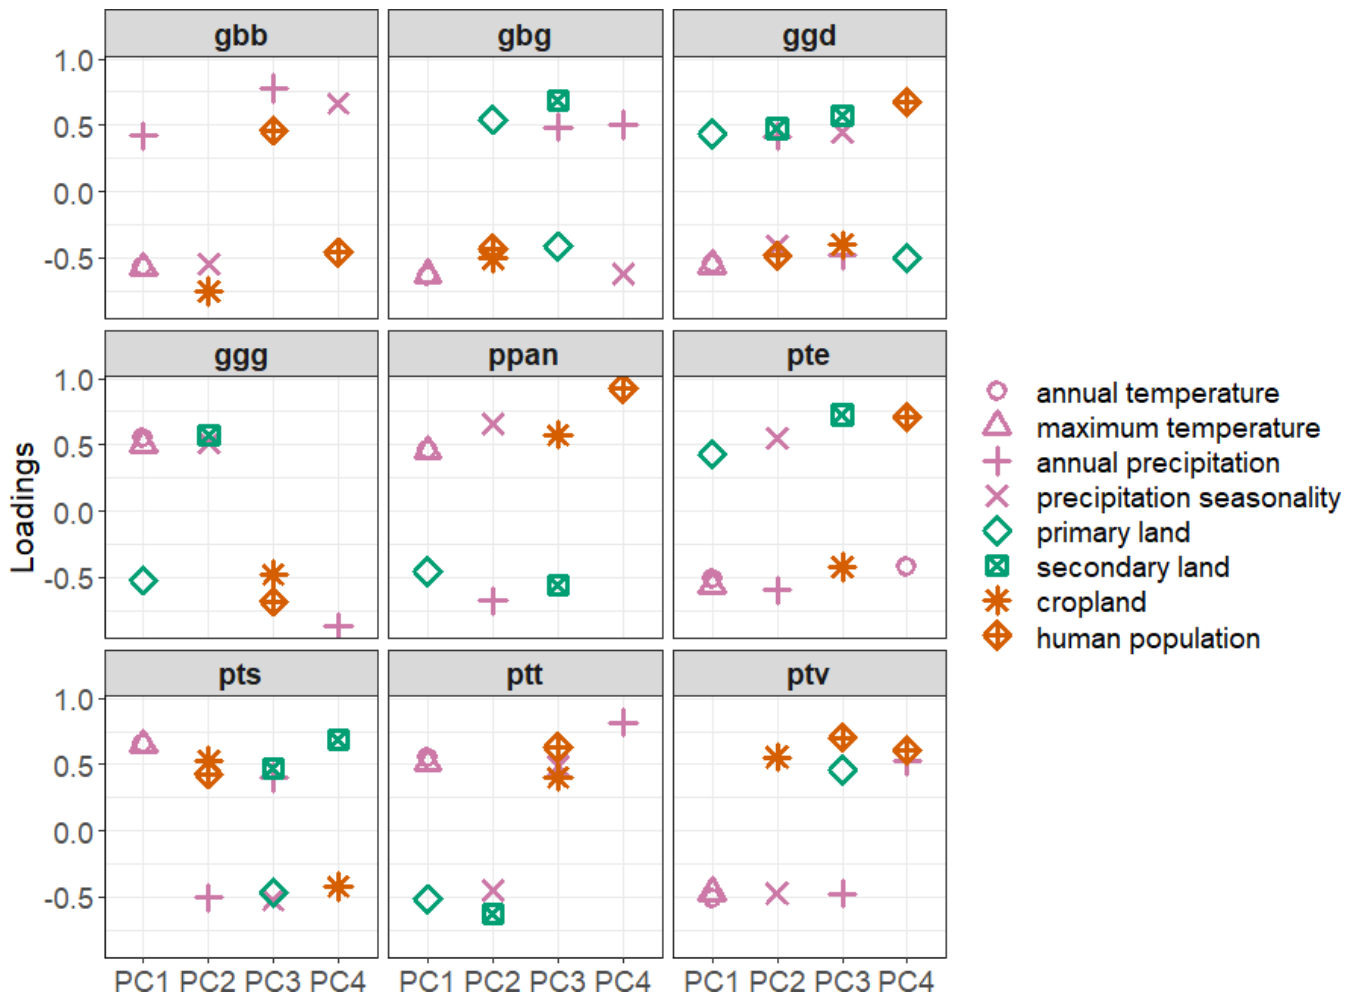 gbb gbg ggd
1.0
0.5
0.0
-0.5
ggg ppan pte
1.0
0.5
0.0
-0.5
Loadings
pts ptt ptv
1.0
0.5
0.0
-0.5
PC1 PC2 PC3 PC4 PC1 PC2 PC3 PC4 PC1 PC2 PC3 PC4
annual temperature
maximum temperature
annual precipitation
precipitation seasonality
primary land
secondary land
cropland
human population